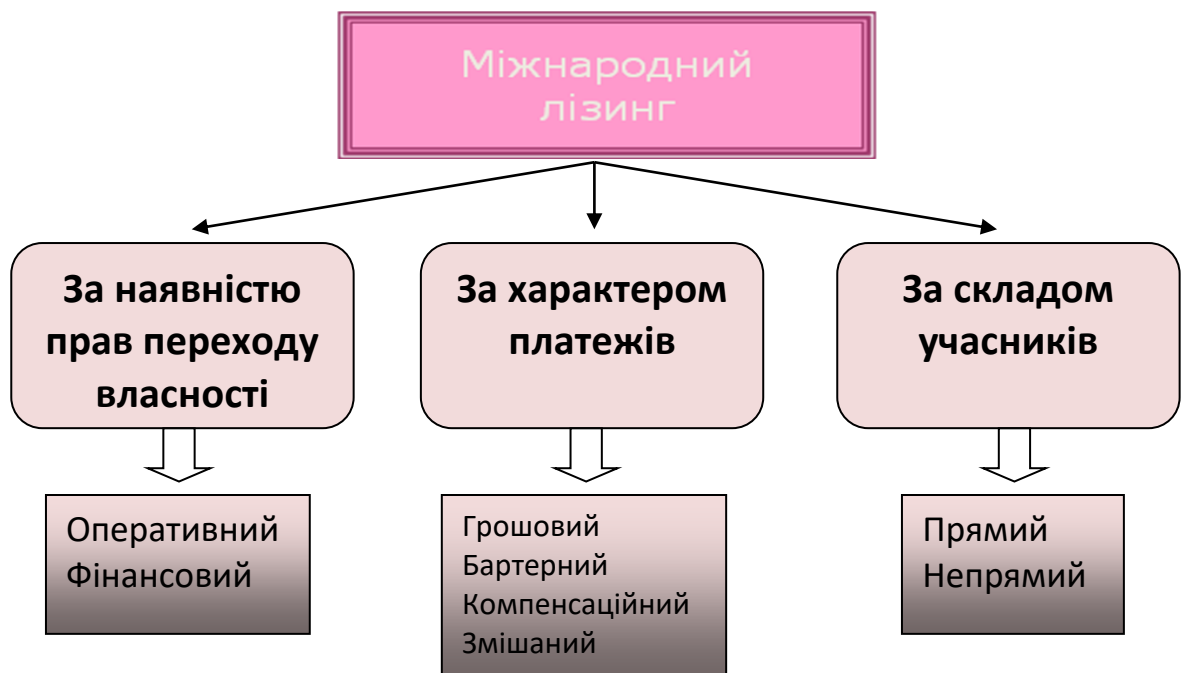 Міжнародний
лізинг
За наявністю
прав переходу
власності
За характером
платежів
За складом
учасників
Оперативний
Фінансовий
Грошовий
Бартерний
Компенсаційний
Змішаний
Прямий
Непрямий